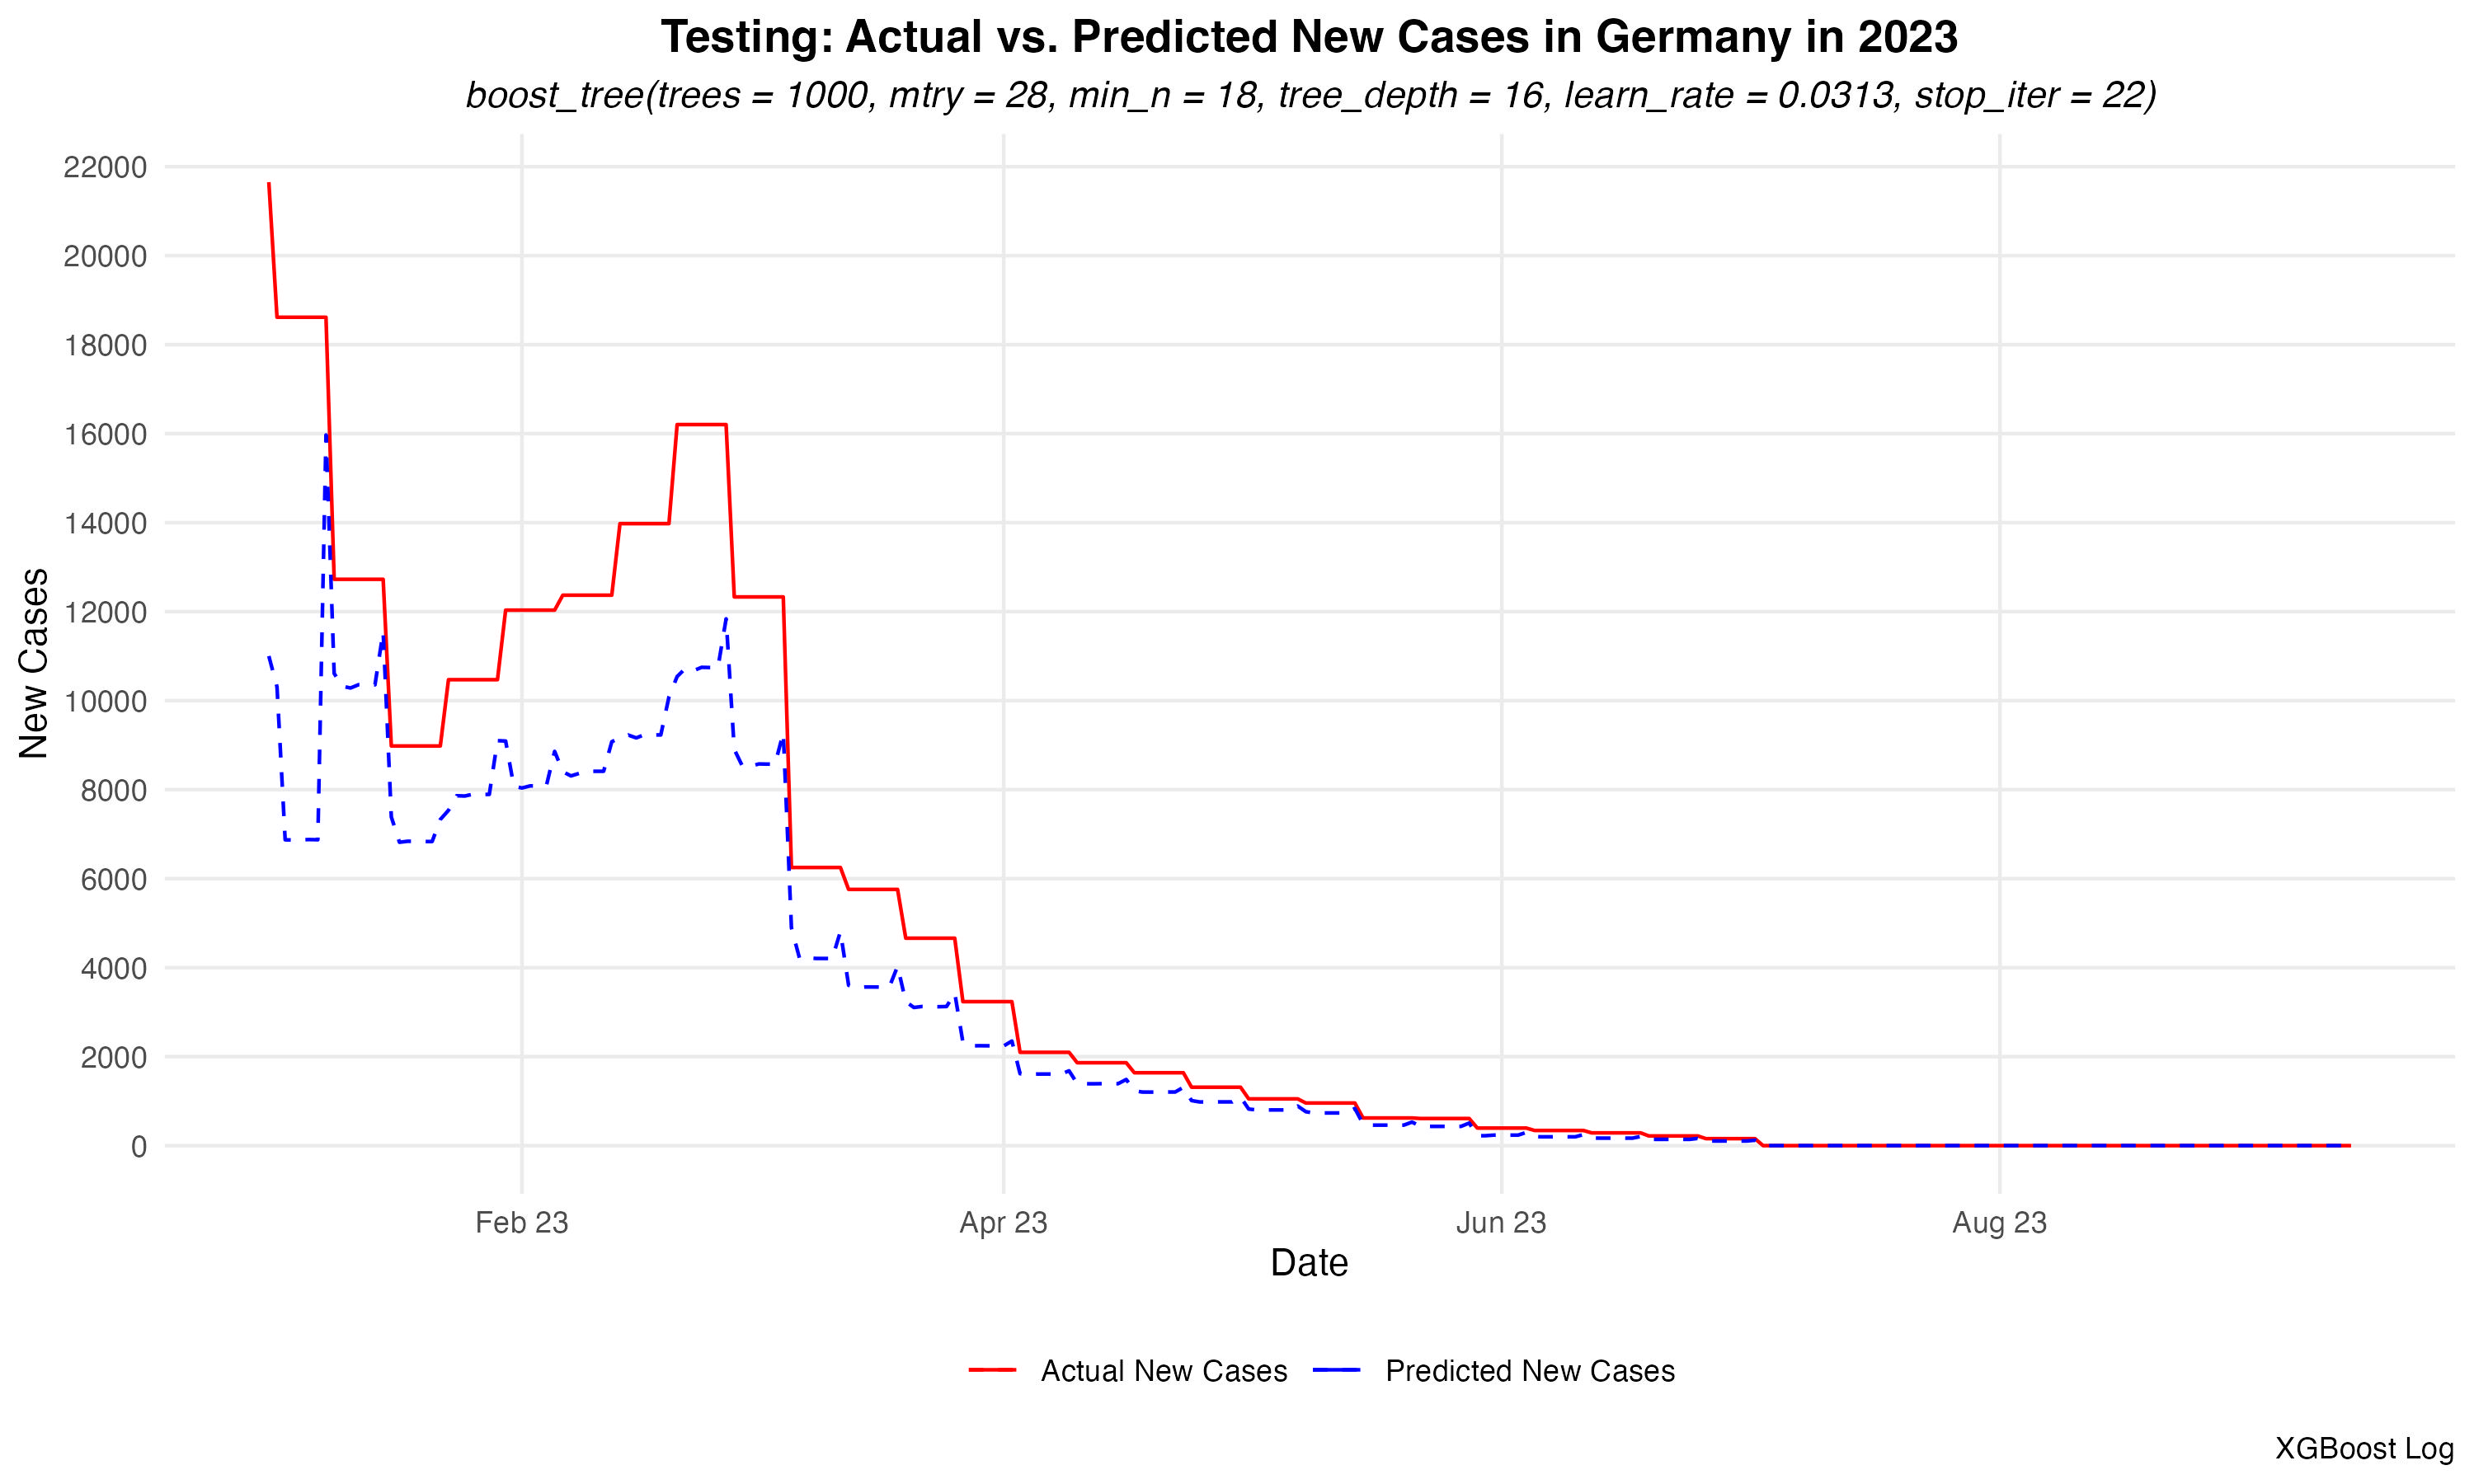 Testing: Actual vs. Predicted New Cases in Germany in 2023
boost_tree(trees = 1000, mtry = 28, min_n = 18, tree_depth = 16, learn_rate = 0.0313, stop_iter = 22)
New Cases
22000
20000
18000
16000
14000
12000
10000
8000
6000
4000
2000
0
Feb 23 Apr 23 Jun 23 Aug 23
Date
Actual New Cases Predicted New Cases
XGBoost Log